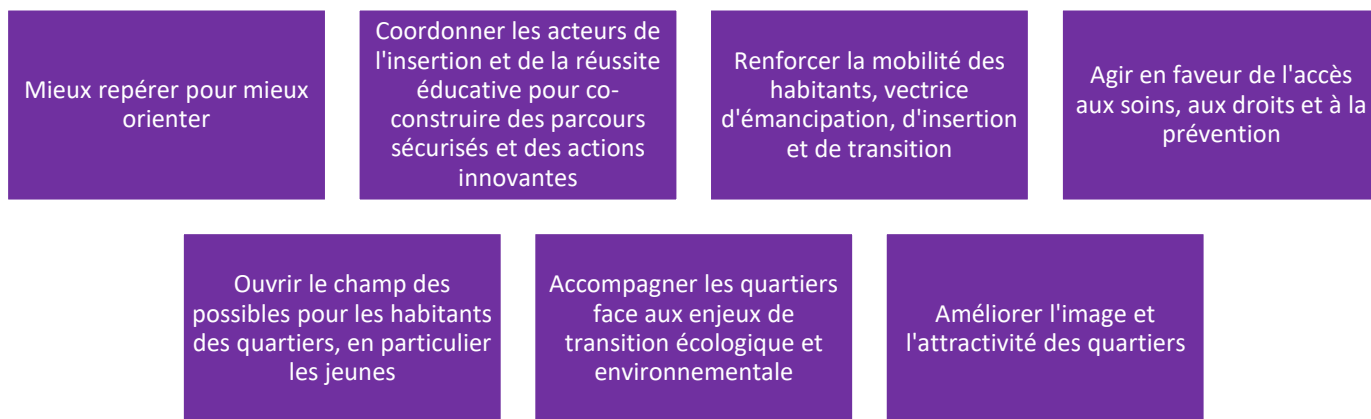 Mieux repérer pour mieux
orienter
Coordonner les acteurs de
l'insertion et de la réussite
éducative pour co-
construire des parcours
sécurisés et des actions
innovantes
Renforcer la mobilité des
habitants, vectrice
d'émancipation, d'insertion
et de transition
Agir en faveur de l'accès
aux soins, aux droits et à la
prévention
Ouvrir le champ des
possibles pour les habitants
des quartiers, en particulier
les jeunes
Accompagner les quartiers
face aux enjeux de
transition écologique et
environnementale
Améliorer l'image et
l'attractivité des quartiers